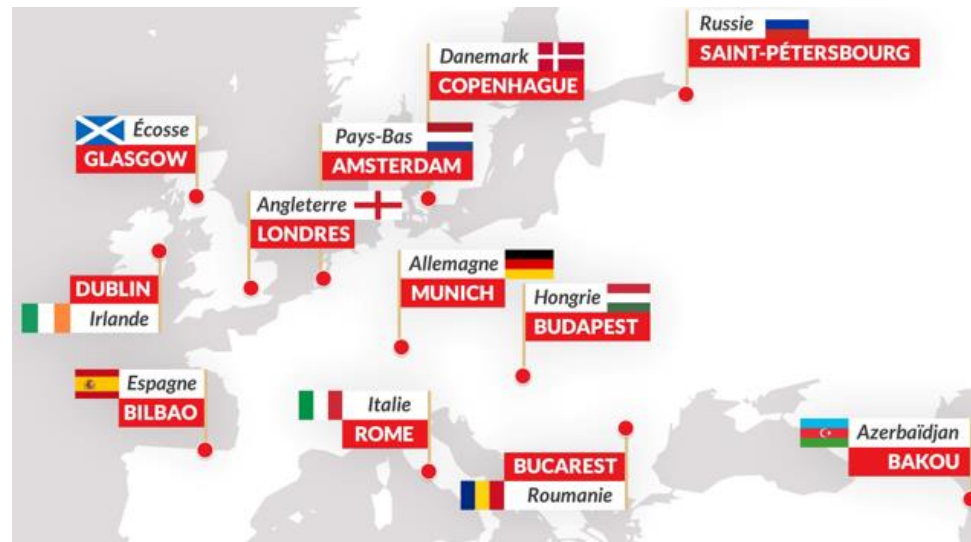 Russie
SAINT-PÉTERSBOURG
Danemark
COPENHAGUE
Écosse
GLASGOW
Pays-Bas
AMSTERDAM
Angleterre
LONDRES
Allemagne
MUNICH
DUBLIN
Irlande
Hongrie
BUDAPEST
Espagne
BILBAO
Italie
ROME
BUCAREST
Roumanie
Azerbaïdjan
BAKOU